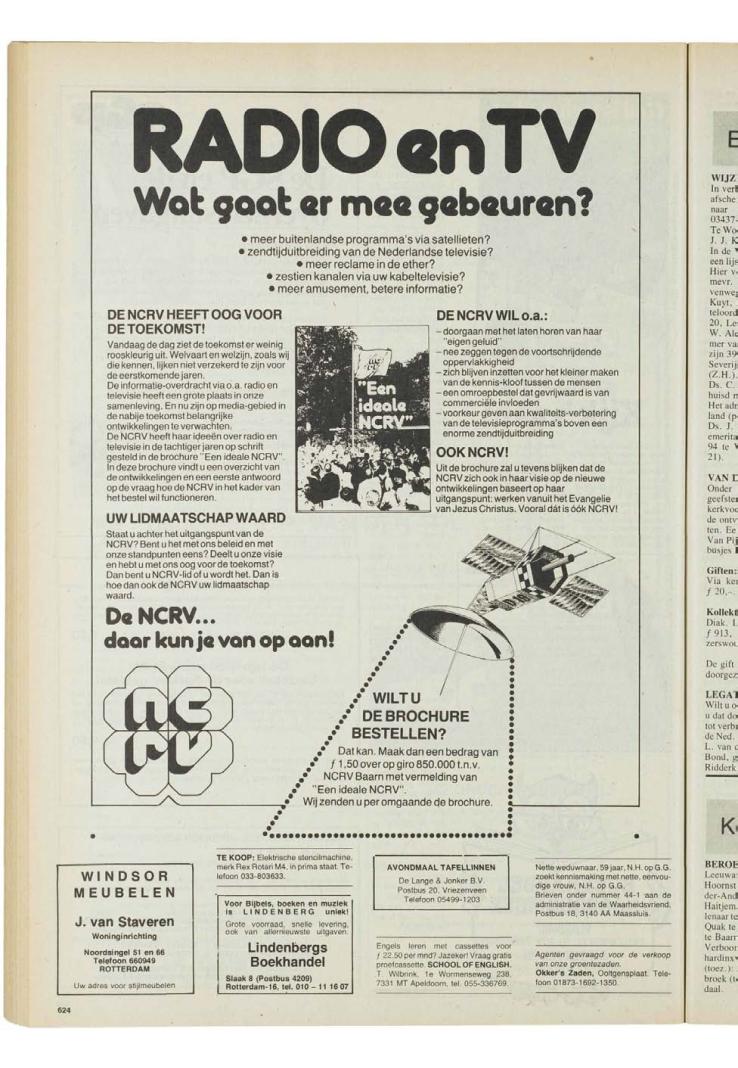 RADIO en TV
Wat gaat er mee gebeuren?
• meer buitenlandse programma's via satellieten?
• zendtijduitbreiding van de Nederlandse televisie?
• meer reclame in de ether?
• zestien kanalen via uw kabeltelevisie?
• meer amusement, betere informatie?
DE NCRV HEEFT OOG VOOR
DE TOEKOMST!
Vandaag de dag ziet de toekomst er weinig
rooskleurig uit. Welvaart en welzijn, zoals wij
die kennen, lijken niet verzekerd te zijn voor
de eerstkomende jaren.
De informatie-overdracht via o.a. radio en
televisie heeft een grote plaats in onze
samenleving. En nu zijn op media-gebied in
de nabije toekomst belangrijke
ontwikkelingen te verwachten.
De NCRV heeft haar ideeën over radio en
televisie in de tachtiger jaren op schrift
gesteld in de brochure "Een ideale NCRV".
In deze brochure vindt u een overzicht van
de ontwikkelingen en een eerste antwoord
op de vraag hoe de NCRV in het kader van
het bestel wil functioneren.
UW LIDMAATSCHAP WAARD
Staat u achter het uitgangspunt van de
NCRV? Bent u het met ons beleid en met
onze standpunten eens? Deelt u onze visie
en hebt u met ons oog voor de toekomst?
Dan bent u NCRV-lid of u wordt het. Dan is
hoe dan ook de NCRV uw lidmaatschap
waard.
De NCRV...
daar kun je van op aan!
"Een
ideale
NCRV"
DE NCRV WIL o.a.:
– doorgaan met het laten horen van haar
"eigen geluid"
– nee zeggen tegen de voortschrijdende
oppervlakkigheid
– zich blijven inzetten voor het kleiner maken
van de kennis-kloof tussen de mensen
– een omroepbestel dat gevrijwaard is van
commerciële invloeden
– voorkeur geven aan kwaliteits-verbetering
van de televisieprogramma's boven een
enorme zendtijduitbreiding
OOK NCRV!
Uit de brochure zal u tevens blijken dat de
NCRV zich ook in haar visie op de nieuwe
ontwikkelingen baseert op haar
uitgangspunt: werken vanuit het Evangelie
van Jezus Christus. Vooral dát is óók NCRV!
nc
rv
WILT U
DE BROCHURE
BESTELLEN?
Dat kan. Maak dan een bedrag van
ƒ 1,50 over op giro 850.000 t.n.v.
NCRV Baarn met vermelding van
"Een ideale NCRV".
Wij zenden u per omgaande de brochure.
WINDSOR
MEUBELEN
J. van Staveren
Woninginrichting
Noordsingel 51 en 66
Telefoon 660949
ROTTERDAM
Uw adres voor stijlmeubelen
TE KOOP: Elektrische stencilmachine,
merk Rex Rotari M4, in prima staat. Te-
lefoon 033-803633.
Voor Bijbels, boeken en muziek
is LINDENBERG uniek!
Grote voorraad, snelle levering,
ook van allernieuwste uitgaven.
Lindenbergs
Boekhandel
Slaak 8 (Postbus 4209)
Rotterdam-16, tel. 010 – 11 16 07
AVONDMAAL TAFELLINNEN
De Lange & Jonker B.V.
Postbus 20, Vriezenveen
Telefoon 05499-1203
Engels leren met cassettes voor
ƒ 22.50 per mnd? Jazeker! Vraag gratis
proefcassette. SCHOOL OF ENGLISH.
T. Wilbrink, 1e Wormenseweg 238,
7331 MT Apeldoorn, tel. 055-336769.
Nette weduwnaar, 59 jaar, N.H. op G.G.
zoekt kennismaking met nette, eenvou-
dige vrouw, N.H. op G.G.
Brieven onder nummer 44-1 aan de
administratie van de Waarheidsvriend,
Postbus 18, 3140 AA Maassluis.
Agenten gevraagd voor de verkoop
van onze groentezaden.
Okker's Zaden, Ooltgensplaat. Tele-
foon 01873-1692-1350.
624